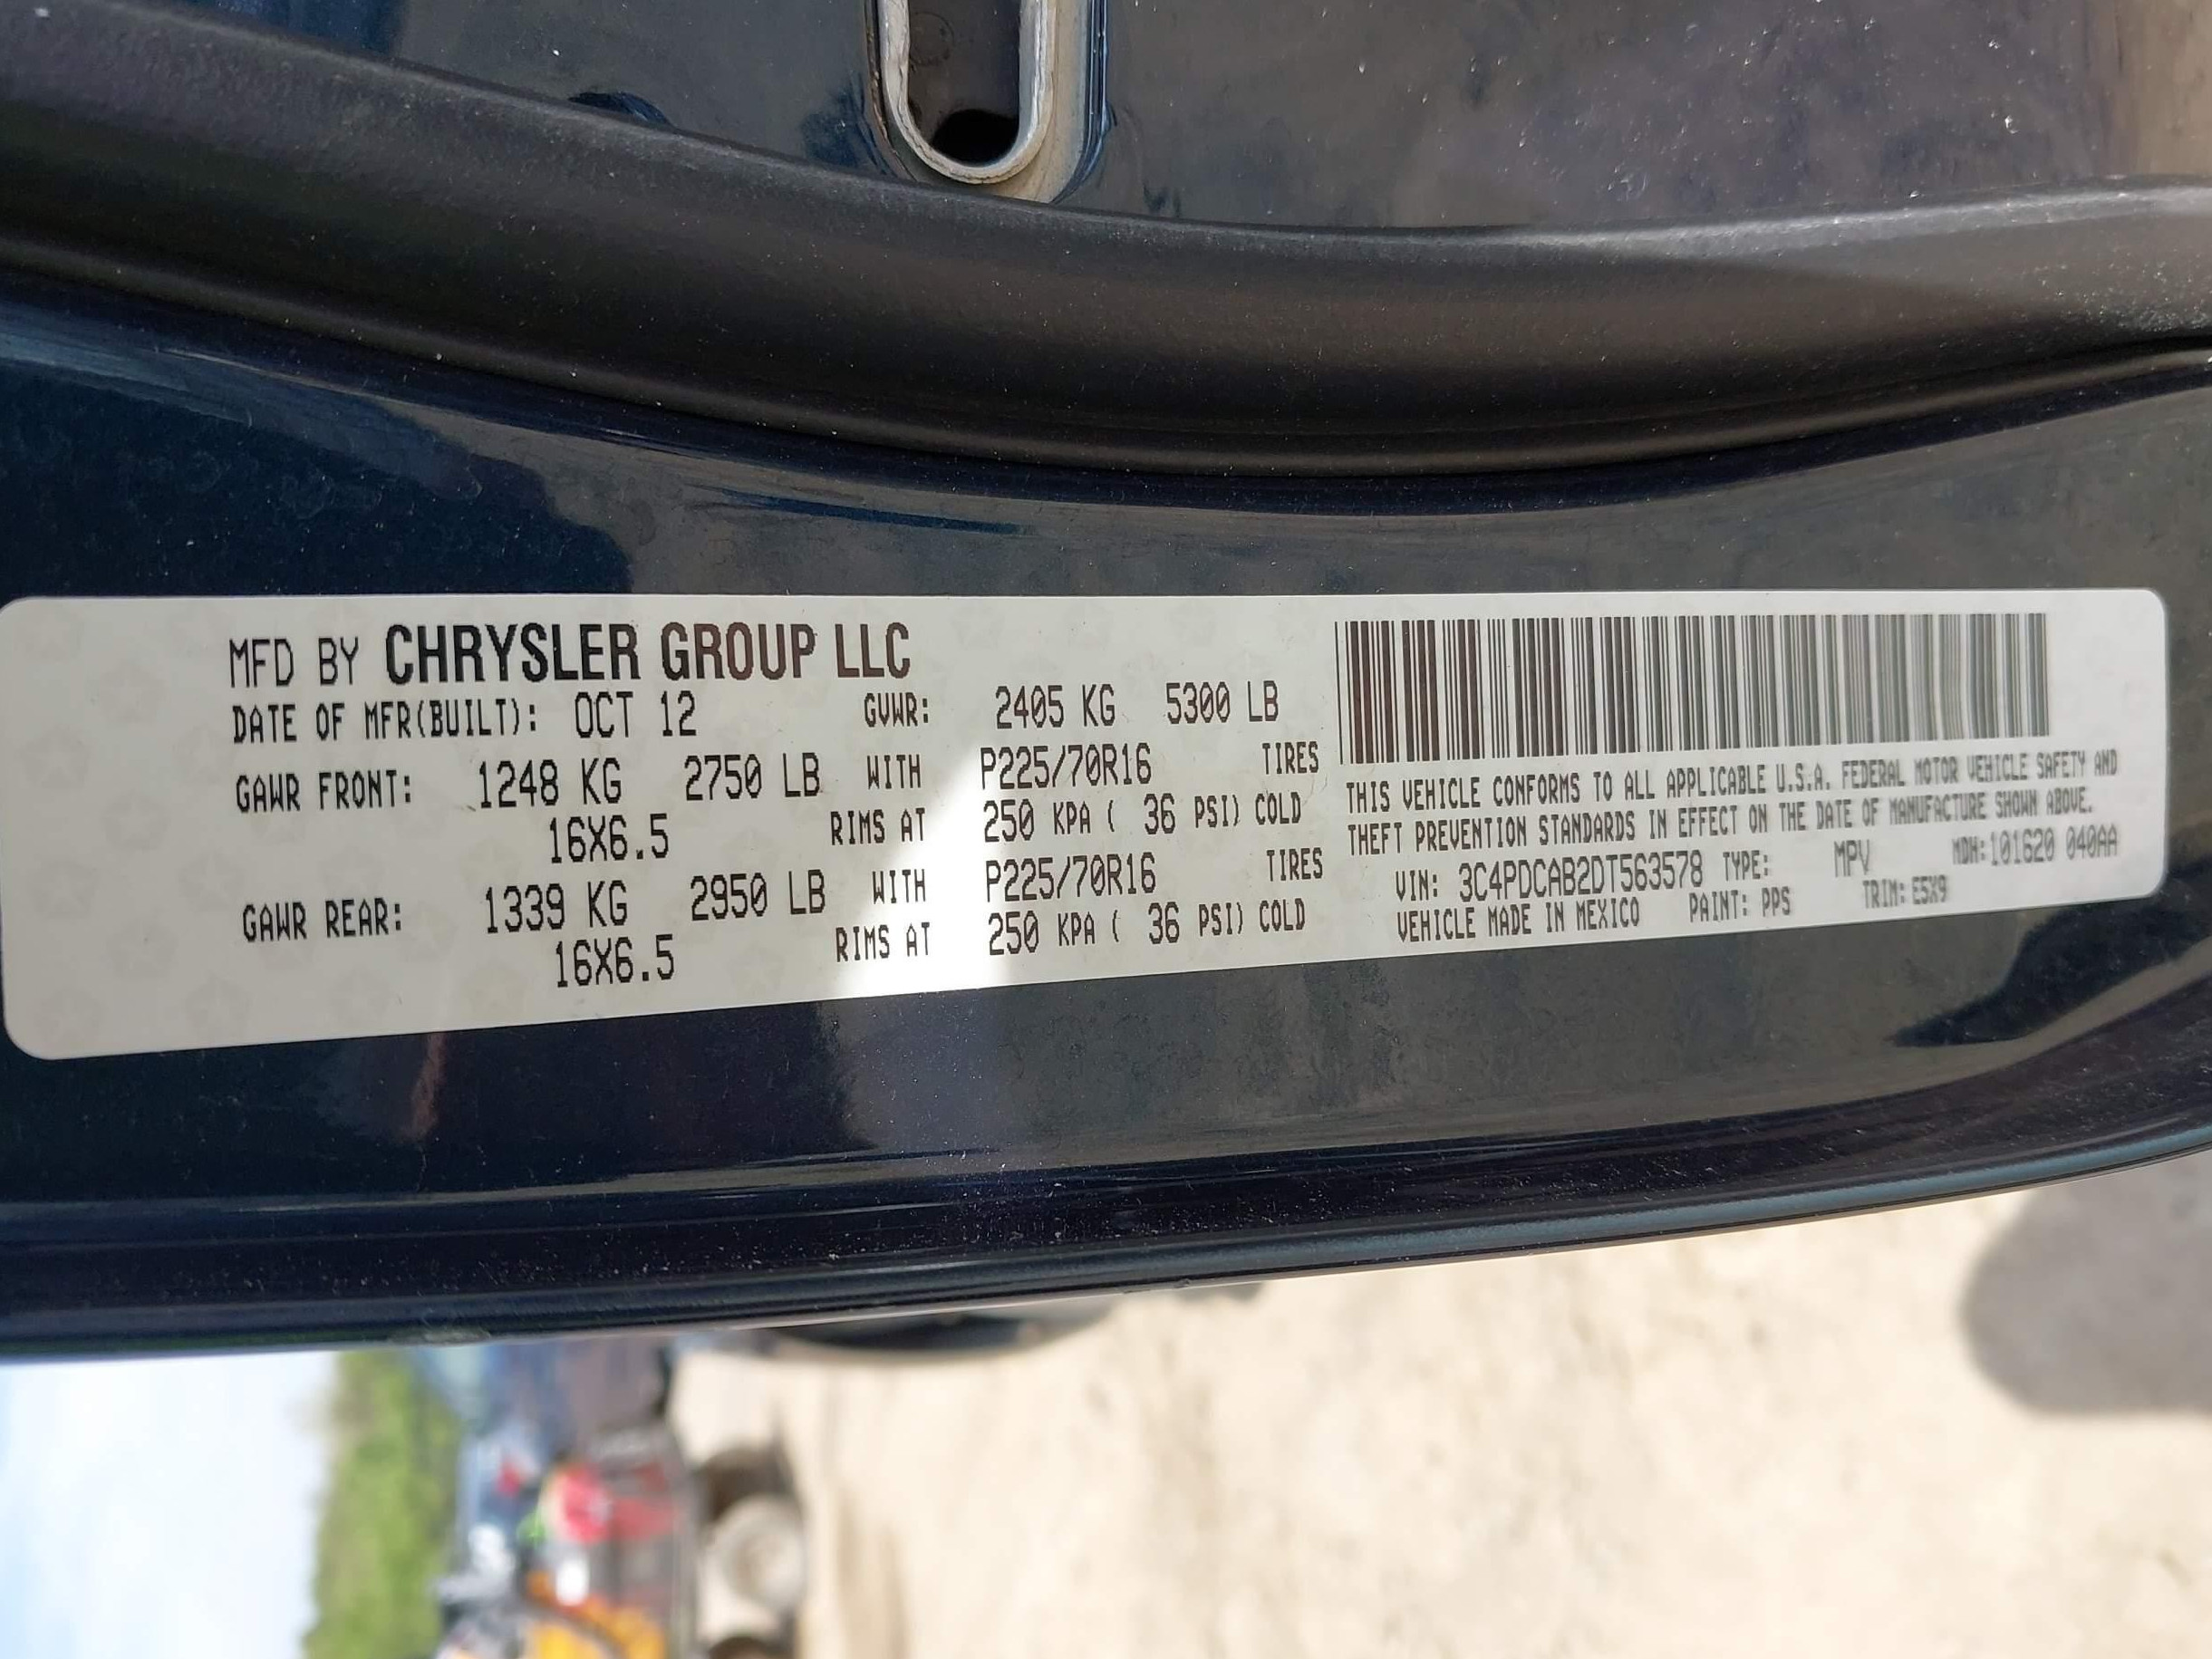 MFD BY CHRYSLER GROUP LLC
DATE OF MFR(BUILT): OCT 12 GVWR: 2405 KG 5300 LB
GAWR FRONT: 1248 KG 2750 LB WITH P225/70R16 TIRES
16X6.5 RIMS AT 250 KPA ( 36 PSI) COLD
GAWR REAR: 1339 KG 2950 LB WITH P225/70R16 TIRES
16X6.5 RIMS AT 250 KPA ( 36 PSI) COLD
THIS VEHICLE CONFORMS TO ALL APPLICABLE U.S.A. FEDERAL MOTOR VEHICLE SAFETY AND
THEFT PREVENTION STANDARDS IN EFFECT ON THE DATE OF MANUFACTURE SHOWN ABOVE.
VIN: 3C4PDCAB2DT563578 TYPE: MPV MDH:101620 040AA
VEHICLE MADE IN MEXICO PAINT: PPS TRIM: E5X9